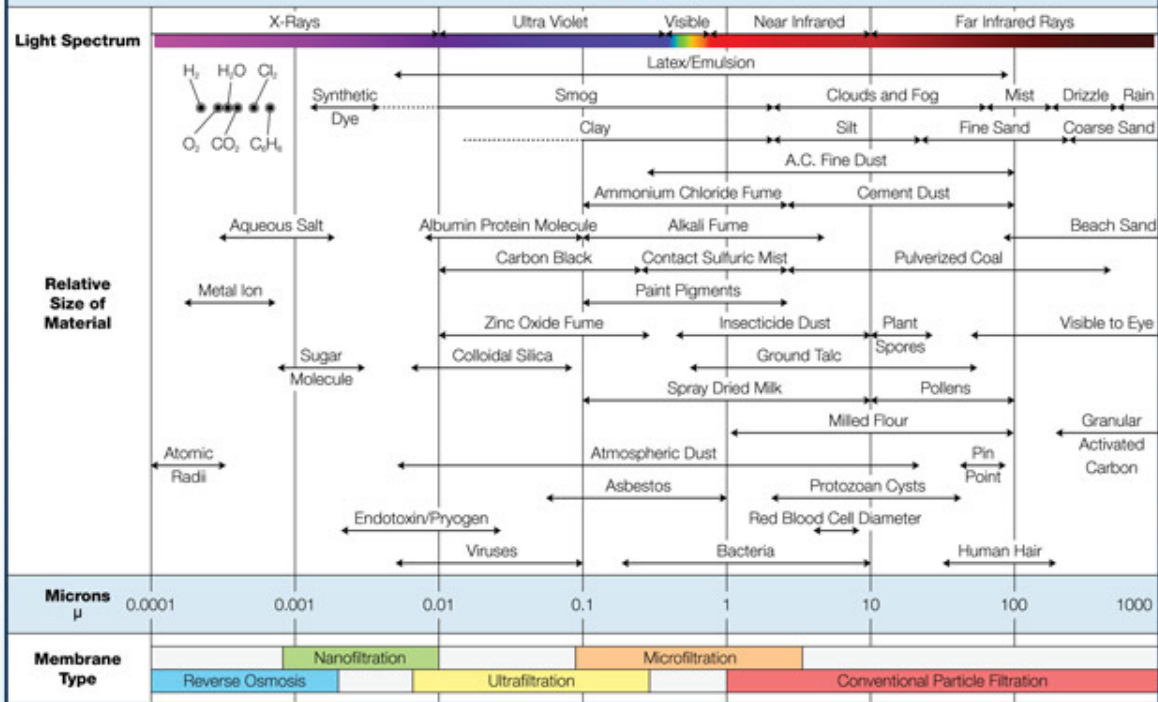 X-Rays Ultra Violet Visible Near Infrared Far Infrared Rays
Light Spectrum
Latex/Emulsion
H₂ H₂O Cl₂
Synthetic Dye Smog Clouds and Fog Mist Drizzle Rain
O₂ CO₂ C₆H₆
Clay Silt Fine Sand Coarse Sand
A.C. Fine Dust
Ammonium Chloride Fume Cement Dust
Aqueous Salt Albumin Protein Molecule Alkali Fume Beach Sand
Carbon Black Contact Sulfuric Mist Pulverized Coal
Relative
Size of
Material
Metal Ion Paint Pigments
Zinc Oxide Fume Insecticide Dust Plant Spores Visible to Eye
Sugar Molecule Colloidal Silica Ground Talc
Spray Dried Milk Pollens
Milled Flour Granular Activated Carbon
Atomic Radii Atmospheric Dust Pin Point
Asbestos Protozoan Cysts
Endotoxin/Pryogen Red Blood Cell Diameter
Viruses Bacteria Human Hair
Microns
μ
0.0001 0.001 0.01 0.1 1 10 100 1000
Membrane
Type
Nanofiltration Microfiltration
Reverse Osmosis Ultrafiltration Conventional Particle Filtration